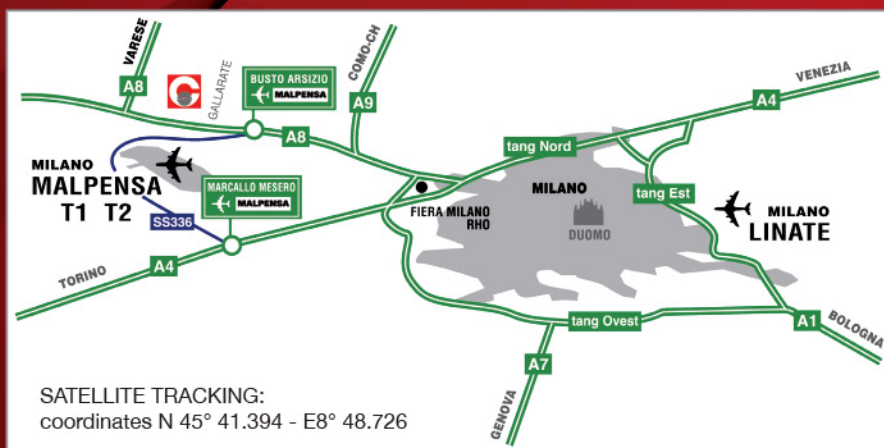 VARESE
A8
GALLARATE
BUSTO ARSIZIO
MALPENSA
COMO-CH
A9
A8
VENEZIA
A4
tang Nord
MILANO
MALPENSA
T1 T2
MARCALLO MESERO
MALPENSA
SS336
FIERA MILANO
RHO
MILANO
DUOMO
tang Est
MILANO
LINATE
TORINO
A4
tang Ovest
A1
BOLOGNA
A7
GENOVA
SATELLITE TRACKING:
coordinates N 45° 41.394 - E8° 48.726